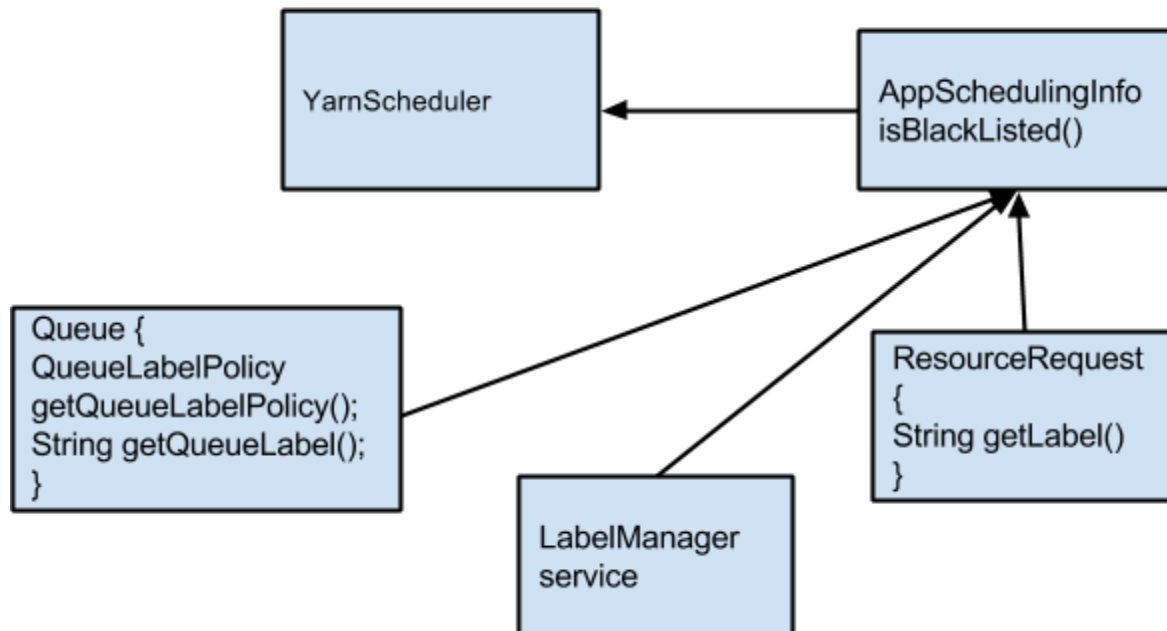 YarnScheduler
AppSchedulingInfo
isBlackListed()
Queue {
QueueLabelPolicy
getQueueLabelPolicy();
String getQueueLabel();
}
LabelManager
service
ResourceRequest
{
String getLabel()
}